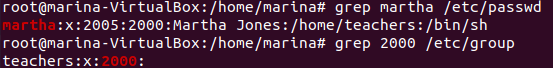 root@marina-VirtualBox:/home/marina# grep martha /etc/passwd
martha:x:2005:2000:Martha Jones:/home/teachers:/bin/sh
root@marina-VirtualBox:/home/marina# grep 2000 /etc/group
teachers:x:2000: